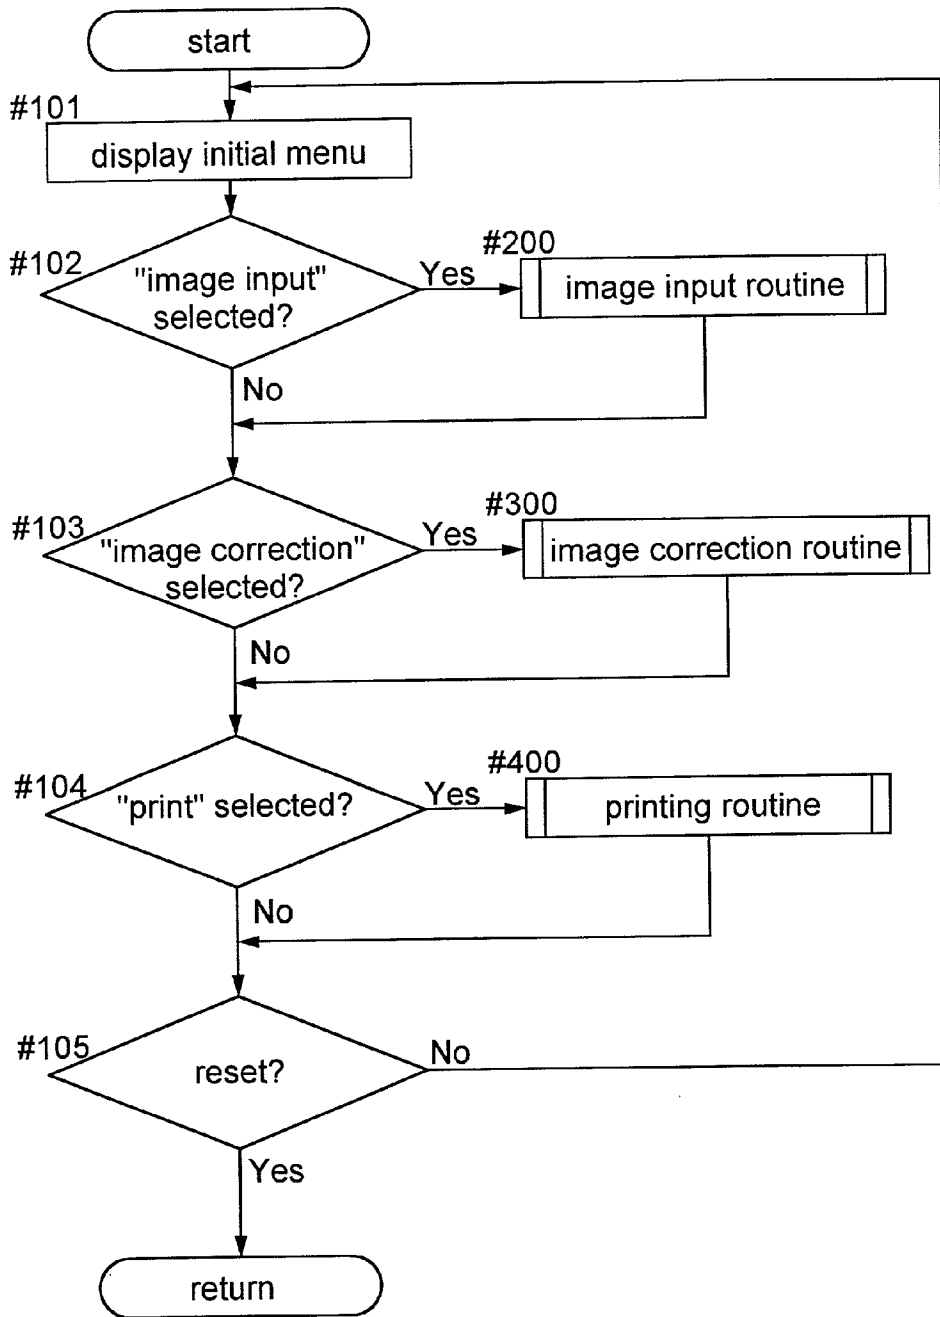 start
#101
display initial menu
#102
"image input"
selected?
Yes
#200
image input routine
No
#103
"image correction"
selected?
Yes
#300
image correction routine
No
#104
"print" selected?
Yes
#400
printing routine
No
#105
reset?
No
Yes
return